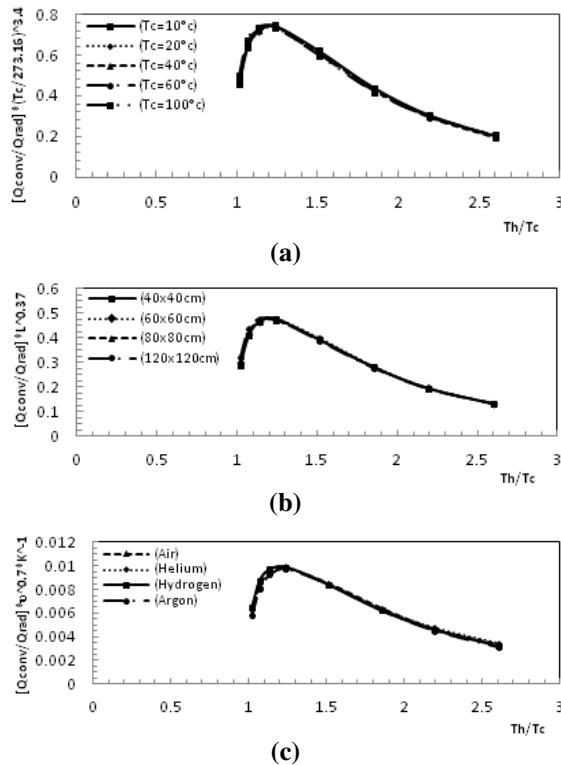 [Qconv/Qrad]*(Tc/273.16)^3.4
0.8
0.6
0.4
0.2
0
(Tc=10°c)
(Tc=20°c)
(Tc=40°c)
(Tc=60°c)
(Tc=100°c)
0 0.5 1 1.5 2 2.5 3
Th/Tc
(a)
[Qconv/Qrad]*L^0.37
0.6
0.5
0.4
0.3
0.2
0.1
0
(40x40cm)
(60x60cm)
(80x80cm)
(120x120cm)
0 0.5 1 1.5 2 2.5 3
Th/Tc
(b)
[Qconv/Qrad]*υ^0.7*K^-1
0.012
0.01
0.008
0.006
0.004
0.002
0
(Air)
(Helium)
(Hydrogen)
(Argon)
0 0.5 1 1.5 2 2.5 3
Th/Tc
(c)